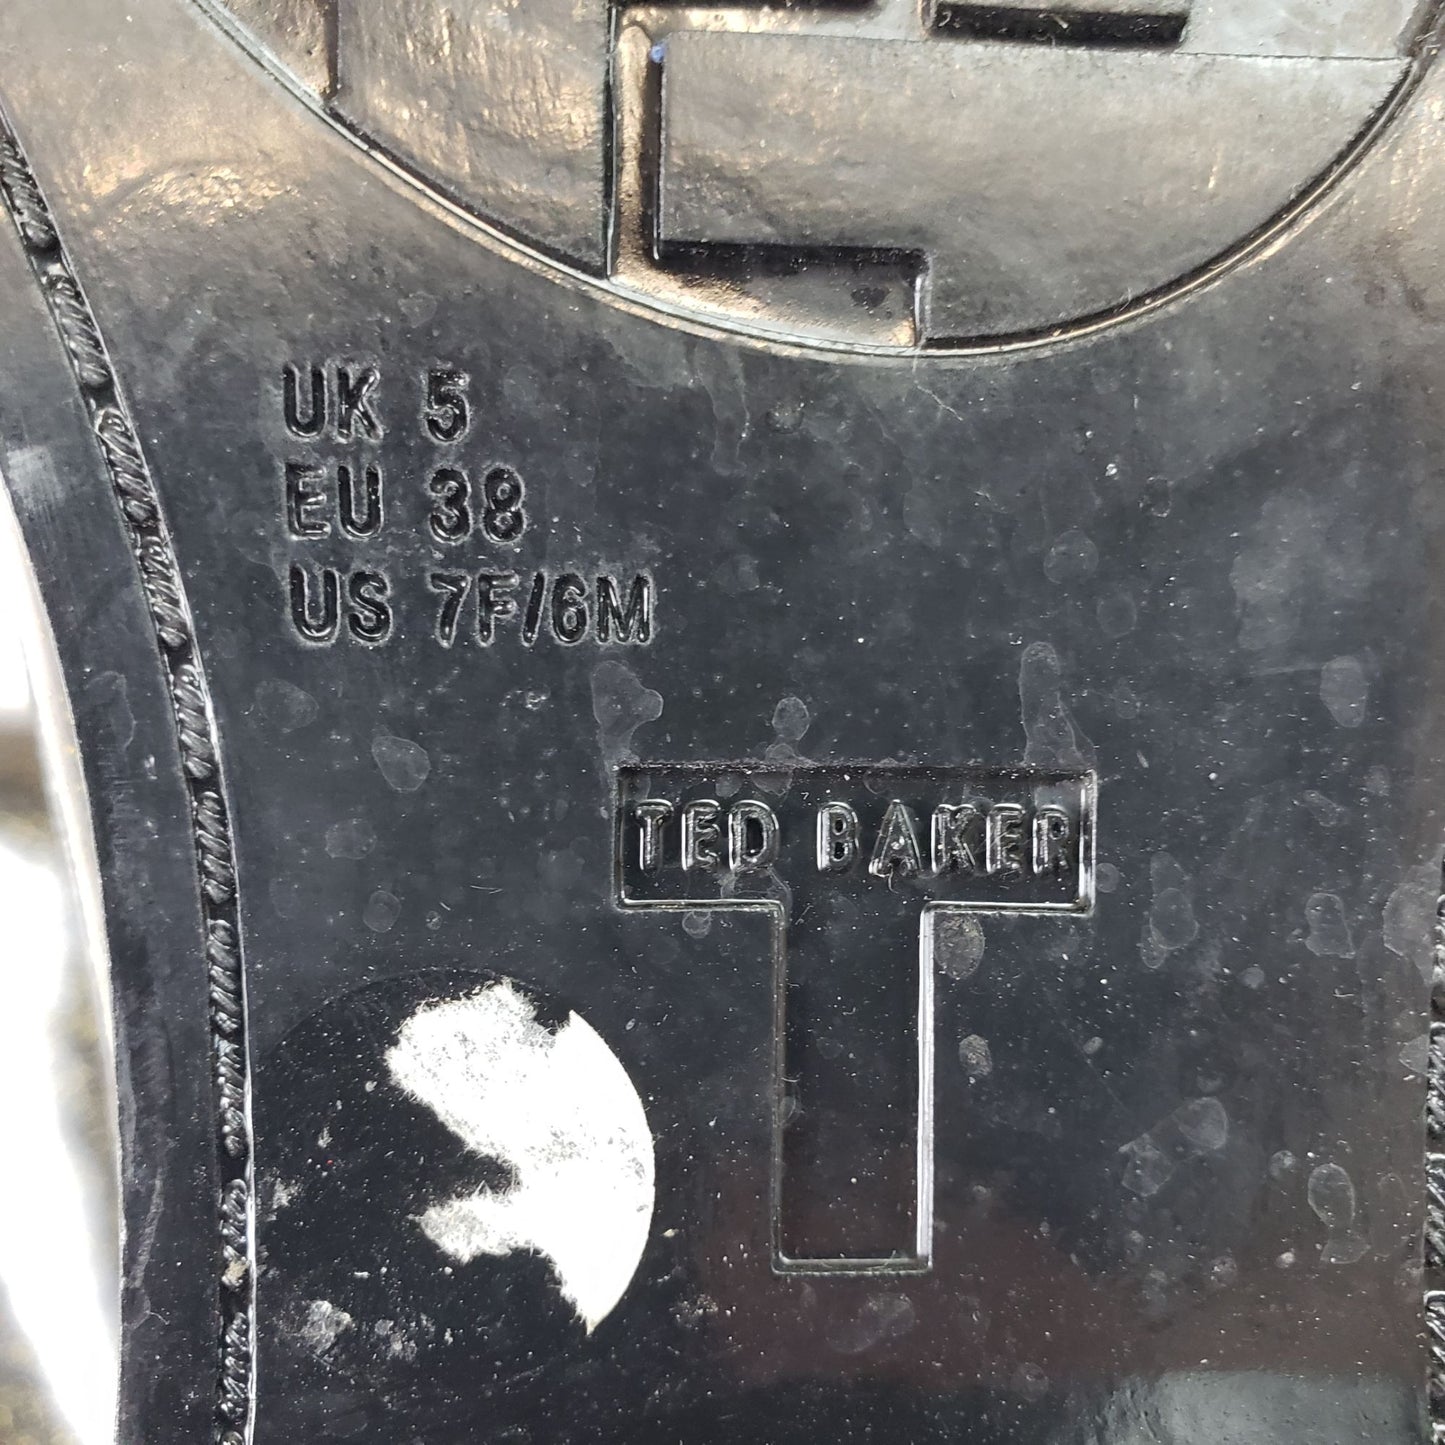 UK 5
EU 38
US 7F/6M
TED BAKER
T